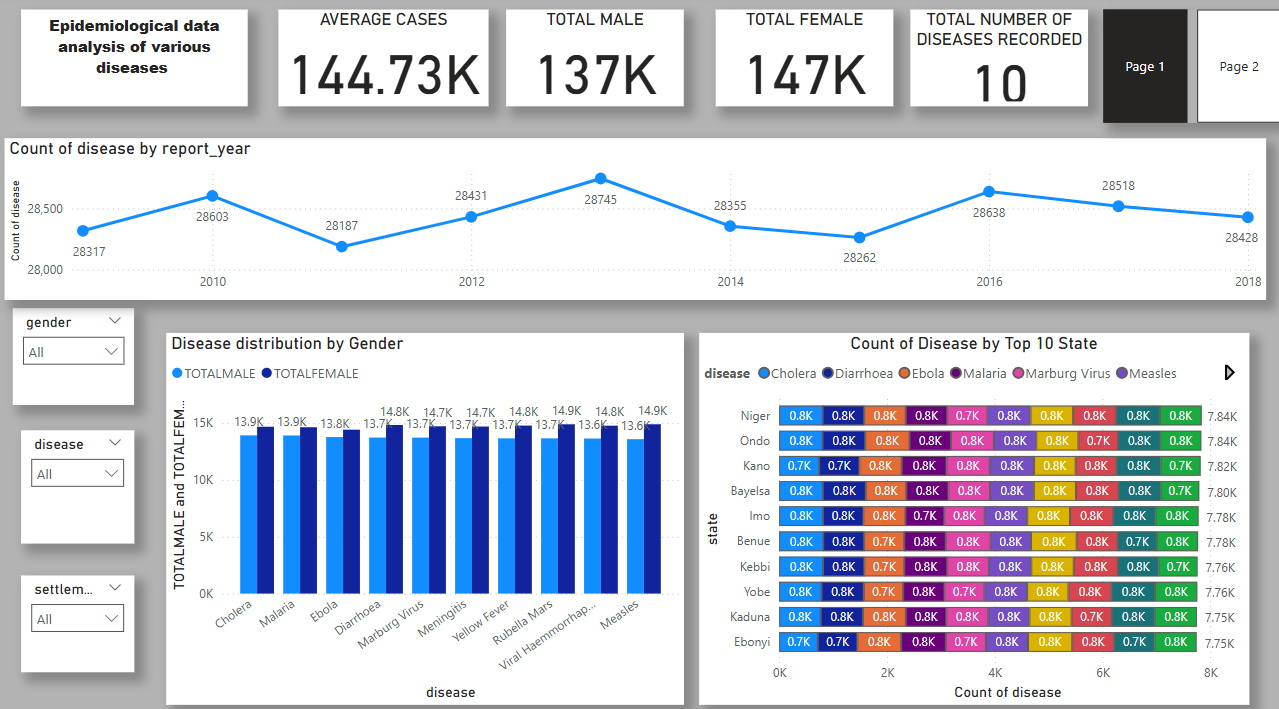 Epidemiological data
analysis of various
diseases
AVERAGE CASES
144.73K
TOTAL MALE
137K
TOTAL FEMALE
147K
TOTAL NUMBER OF
DISEASES RECORDED
10
Page 1
Page 2
Count of disease by report_year
Count of disease
28,500
28,000
28317
28603
28187
28431
28745
28355
28262
28638
28518
28428
2010
2012
2014
2016
2018
gender
All
disease
All
settlem...
All
Disease distribution by Gender
TOTALMALE TOTALFEMALE
TOTALMALE and TOTALFEM...
15K
10K
5K
0K
13.9K 13.9K 13.8K 13.7K 13.7K 13.7K 13.7K 13.7K 13.6K 13.6K
14.8K 14.7K 14.7K 14.8K 14.9K 14.8K 14.9K
Cholera
Malaria
Ebola
Diarrhoea
Marburg Virus
Meningitis
Yellow Fever
Rubella Mars
Viral Haemmorrhap...
Measles
disease
Count of Disease by Top 10 State
disease Cholera Diarrhoea Ebola Malaria Marburg Virus Measles
state
Niger 0.8K 0.8K 0.8K 0.8K 0.7K 0.8K 0.8K 0.8K 0.8K 0.8K 7.84K
Ondo 0.8K 0.8K 0.8K 0.8K 0.8K 0.8K 0.8K 0.7K 0.8K 0.8K 7.84K
Kano 0.7K 0.7K 0.8K 0.8K 0.8K 0.8K 0.8K 0.8K 0.8K 0.8K 7.82K
Bayelsa 0.8K 0.8K 0.8K 0.8K 0.8K 0.8K 0.8K 0.8K 0.8K 0.7K 7.80K
Imo 0.8K 0.8K 0.8K 0.7K 0.8K 0.8K 0.8K 0.8K 0.8K 0.8K 7.78K
Benue 0.8K 0.8K 0.7K 0.8K 0.8K 0.8K 0.8K 0.8K 0.7K 0.8K 7.78K
Kebbi 0.8K 0.8K 0.7K 0.8K 0.8K 0.8K 0.8K 0.8K 0.8K 0.7K 7.76K
Yobe 0.8K 0.8K 0.7K 0.8K 0.7K 0.8K 0.8K 0.8K 0.8K 0.8K 7.76K
Kaduna 0.8K 0.8K 0.8K 0.8K 0.8K 0.8K 0.8K 0.7K 0.8K 0.8K 7.75K
Ebonyi 0.7K 0.7K 0.8K 0.8K 0.7K 0.8K 0.8K 0.8K 0.7K 0.8K 7.75K
0K
2K
4K
6K
8K
Count of disease